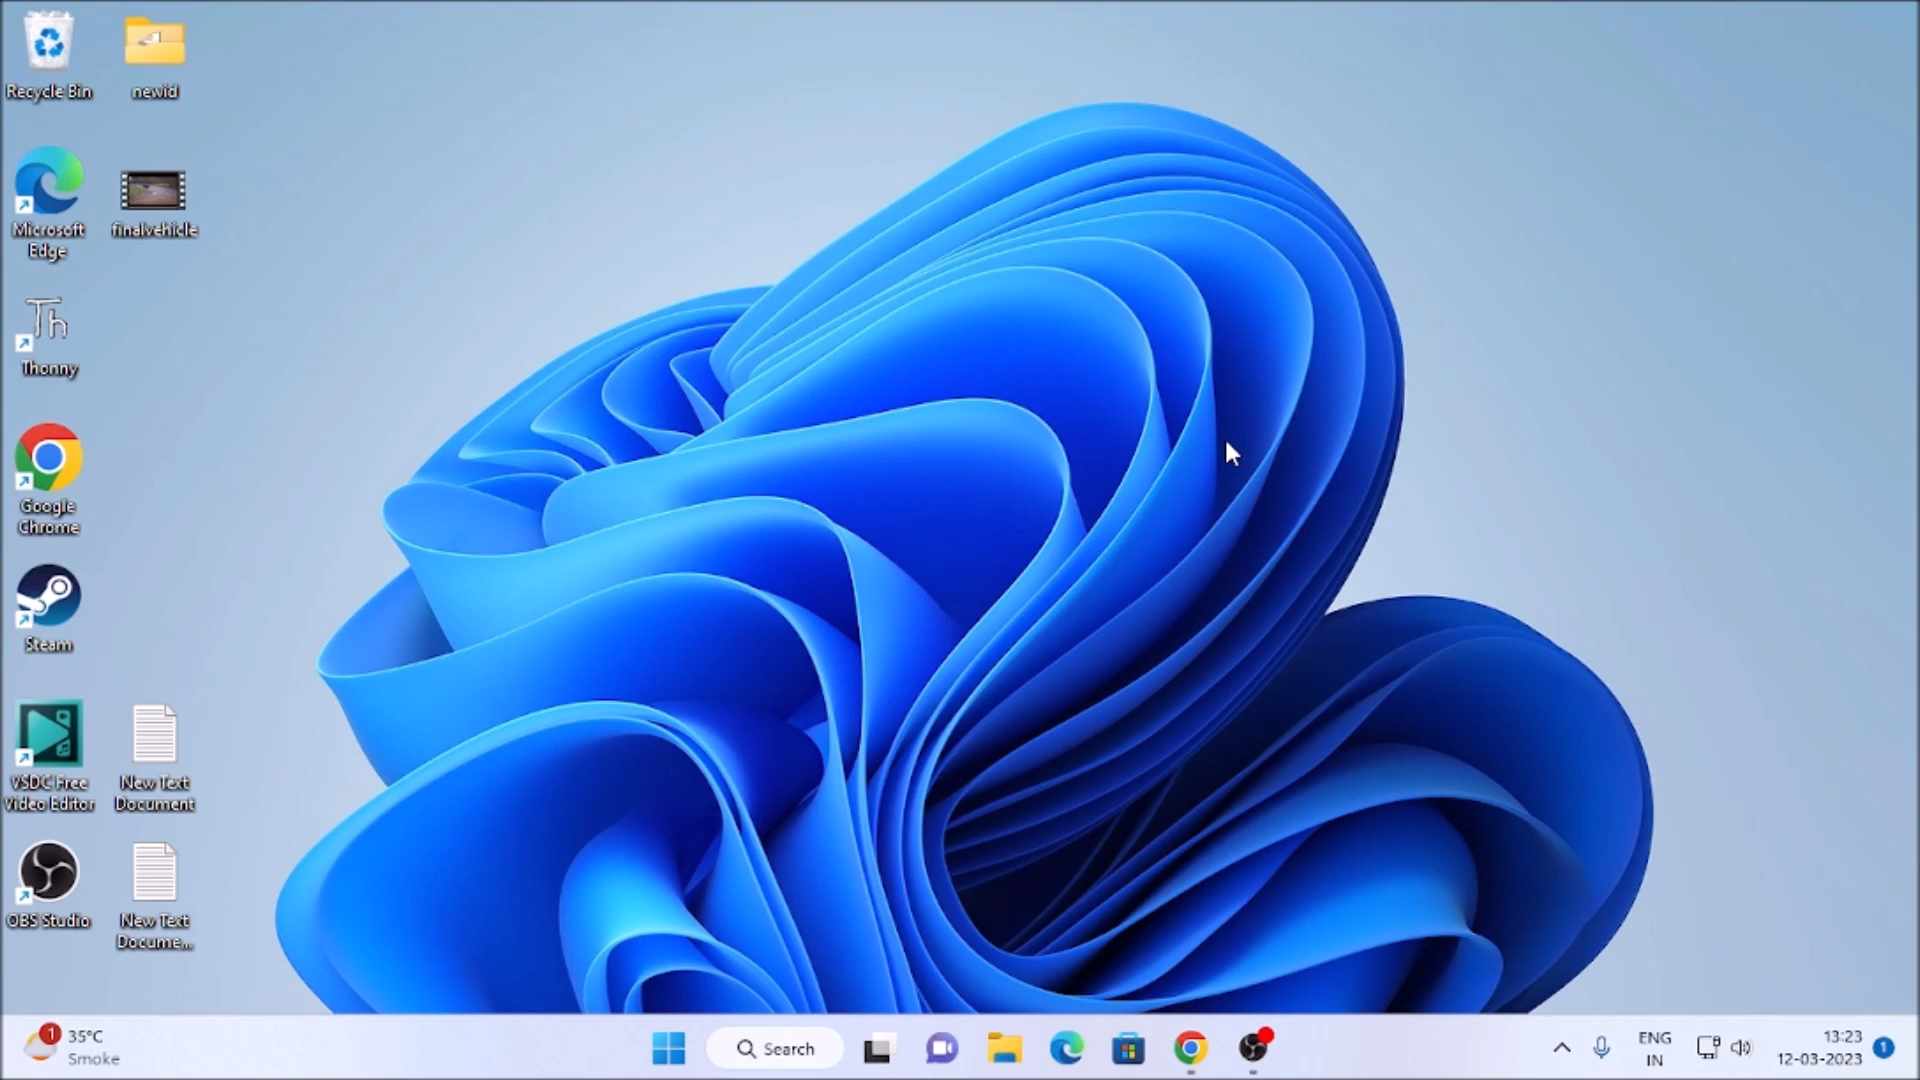 Recycle Bin
newid
Microsoft
Edge
finalvehicle
Th
Thonny
Google
Chrome
Steam
VSDC Free
Video Editor
New Text
Document
OBS Studio
New Text
Docume...
1
35°C
Smoke
Search
ENG
IN
13:23
12-03-2023
1